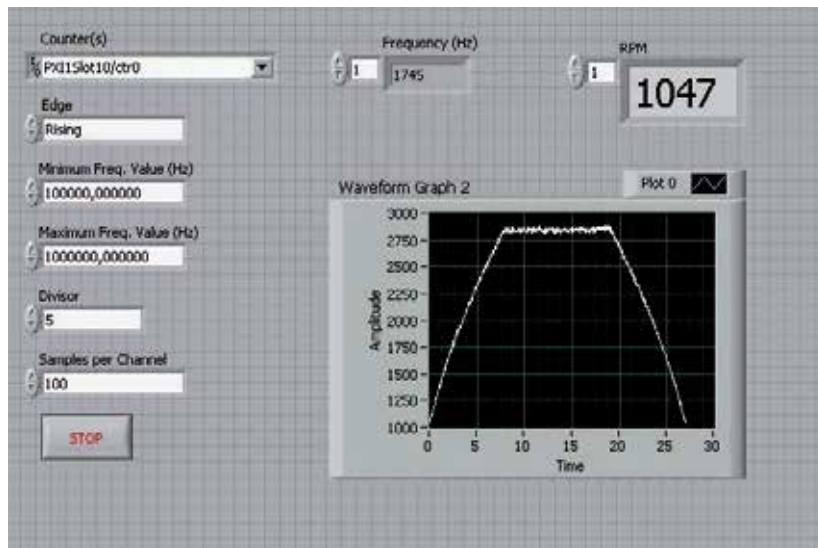 Counter(s)
PXI1Slot10/ctr0
Edge
Rising
Minimum Freq. Value (Hz)
100000,000000
Maximum Freq. Value (Hz)
1000000,000000
Divisor
5
Samples per Channel
100
STOP
Frequency (Hz)
1
1745
RPM
1
1047
Waveform Graph 2
Plot 0
3000
2750
2500
2250
2000
1750
1500
1250
1000
Amplitude
0 5 10 15 20 25 30
Time